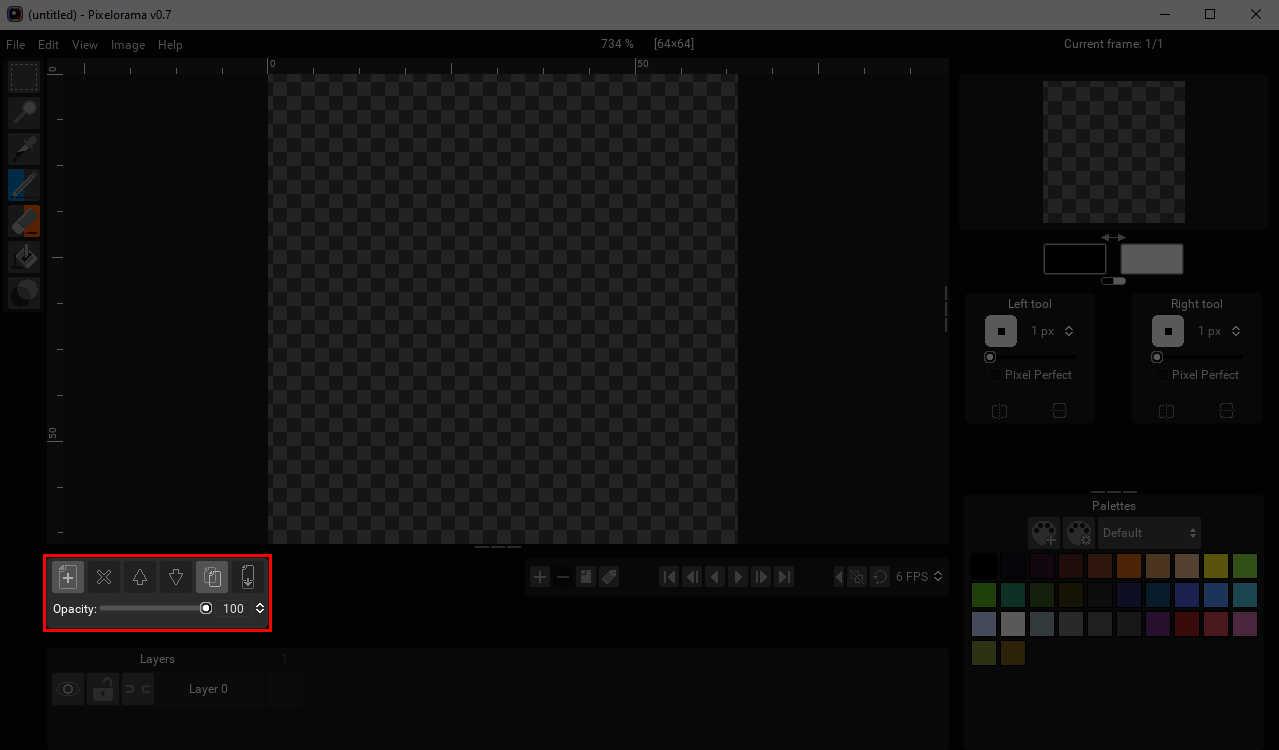 (untitled) - Pixelorama v0.7
File Edit View Image Help
734 % [64×64]
Current frame: 1/1
0 50
0
50
Left tool
Right tool
1 px
1 px
Pixel Perfect
Pixel Perfect
Palettes
Default
6 FPS
Opacity: 100
Layers 1
Layer 0